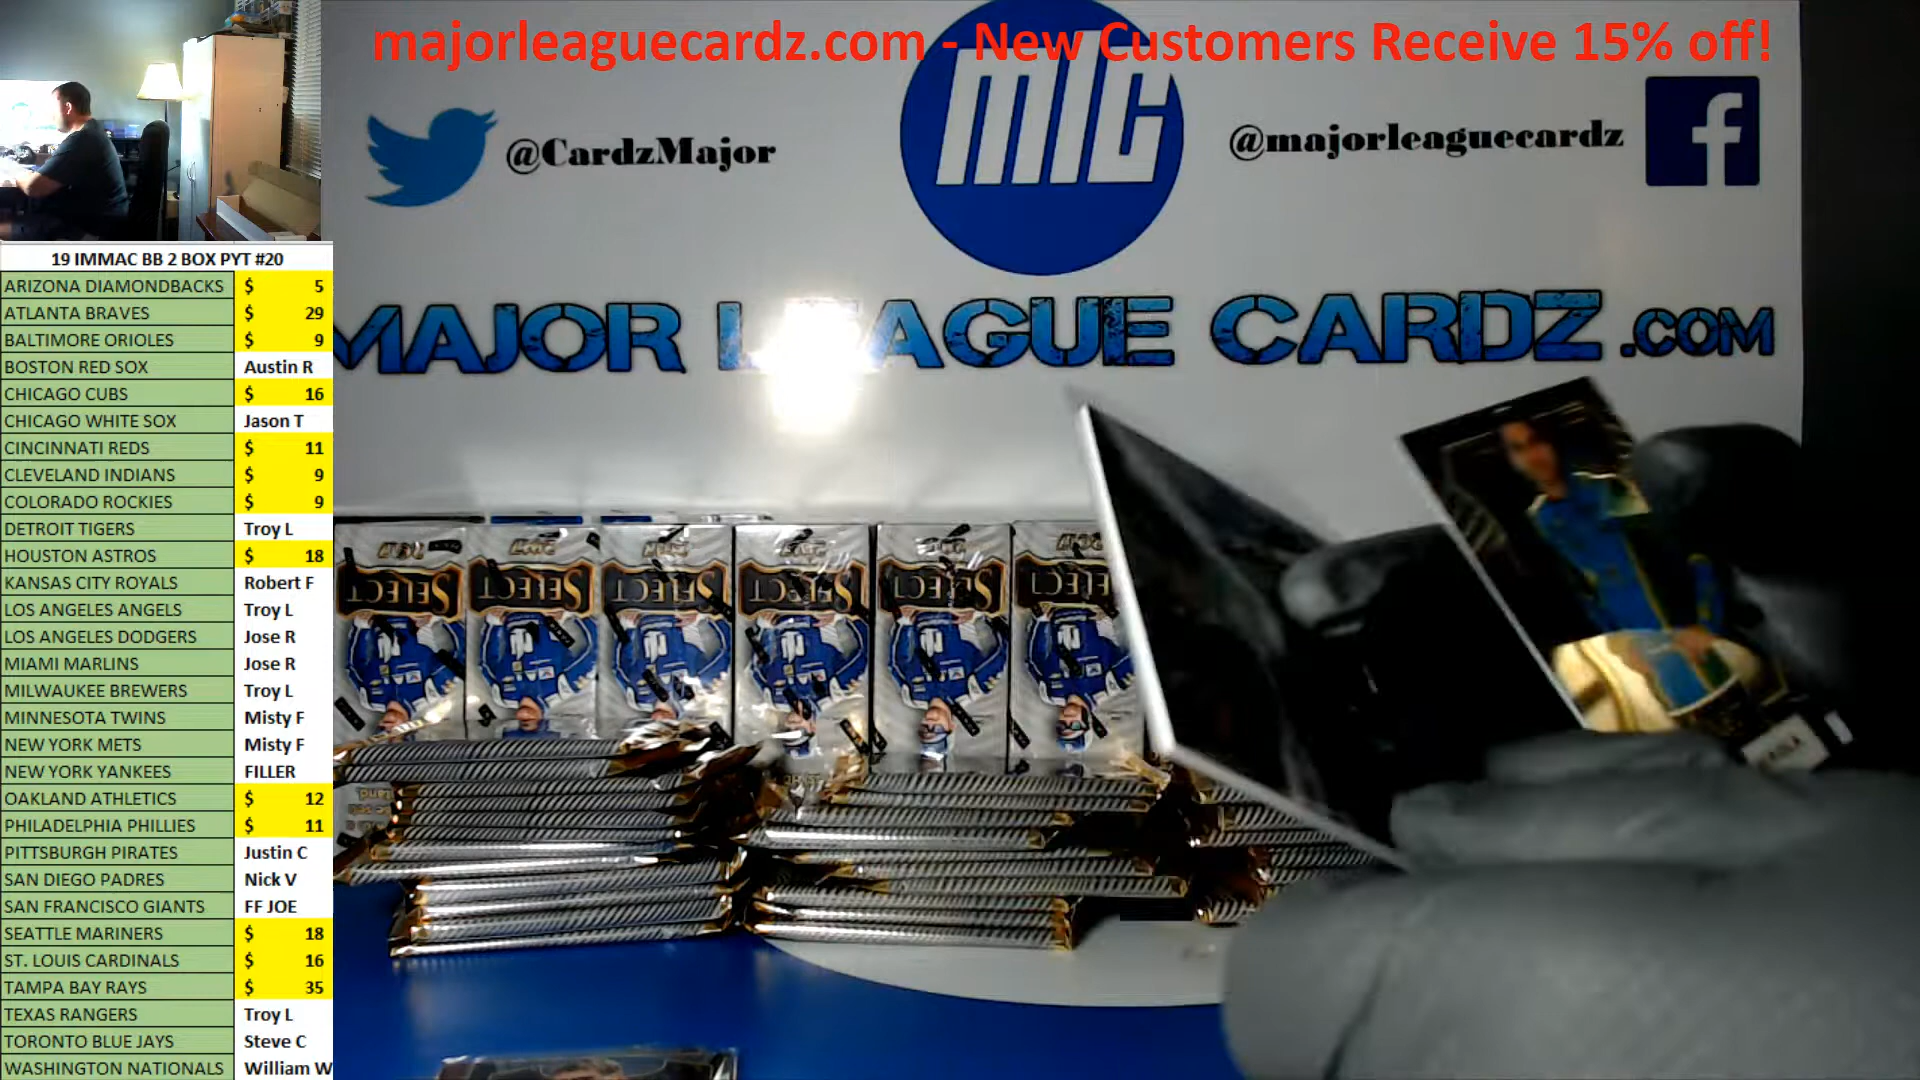 majorleaguecardz.com - New Customers Receive 15% off!
MLC
@CardzMajor
@majorleaguecardz
f
MAJOR LEAGUE CARDZ.COM
19 IMMAC BB 2 BOX PYT #20
ARIZONA DIAMONDBACKS $ 5
ATLANTA BRAVES $ 29
BALTIMORE ORIOLES $ 9
BOSTON RED SOX Austin R
CHICAGO CUBS $ 16
CHICAGO WHITE SOX Jason T
CINCINNATI REDS $ 11
CLEVELAND INDIANS $ 9
COLORADO ROCKIES $ 9
DETROIT TIGERS Troy L
HOUSTON ASTROS $ 18
KANSAS CITY ROYALS Robert F
LOS ANGELES ANGELS Troy L
LOS ANGELES DODGERS Jose R
MIAMI MARLINS Jose R
MILWAUKEE BREWERS Troy L
MINNESOTA TWINS Misty F
NEW YORK METS Misty F
NEW YORK YANKEES FILLER
OAKLAND ATHLETICS $ 12
PHILADELPHIA PHILLIES $ 11
PITTSBURGH PIRATES Justin C
SAN DIEGO PADRES Nick V
SAN FRANCISCO GIANTS FF JOE
SEATTLE MARINERS $ 18
ST. LOUIS CARDINALS $ 16
TAMPA BAY RAYS $ 35
TEXAS RANGERS Troy L
TORONTO BLUE JAYS Steve C
WASHINGTON NATIONALS William W
SELECT SELECT SELECT SELECT SELECT SELECT